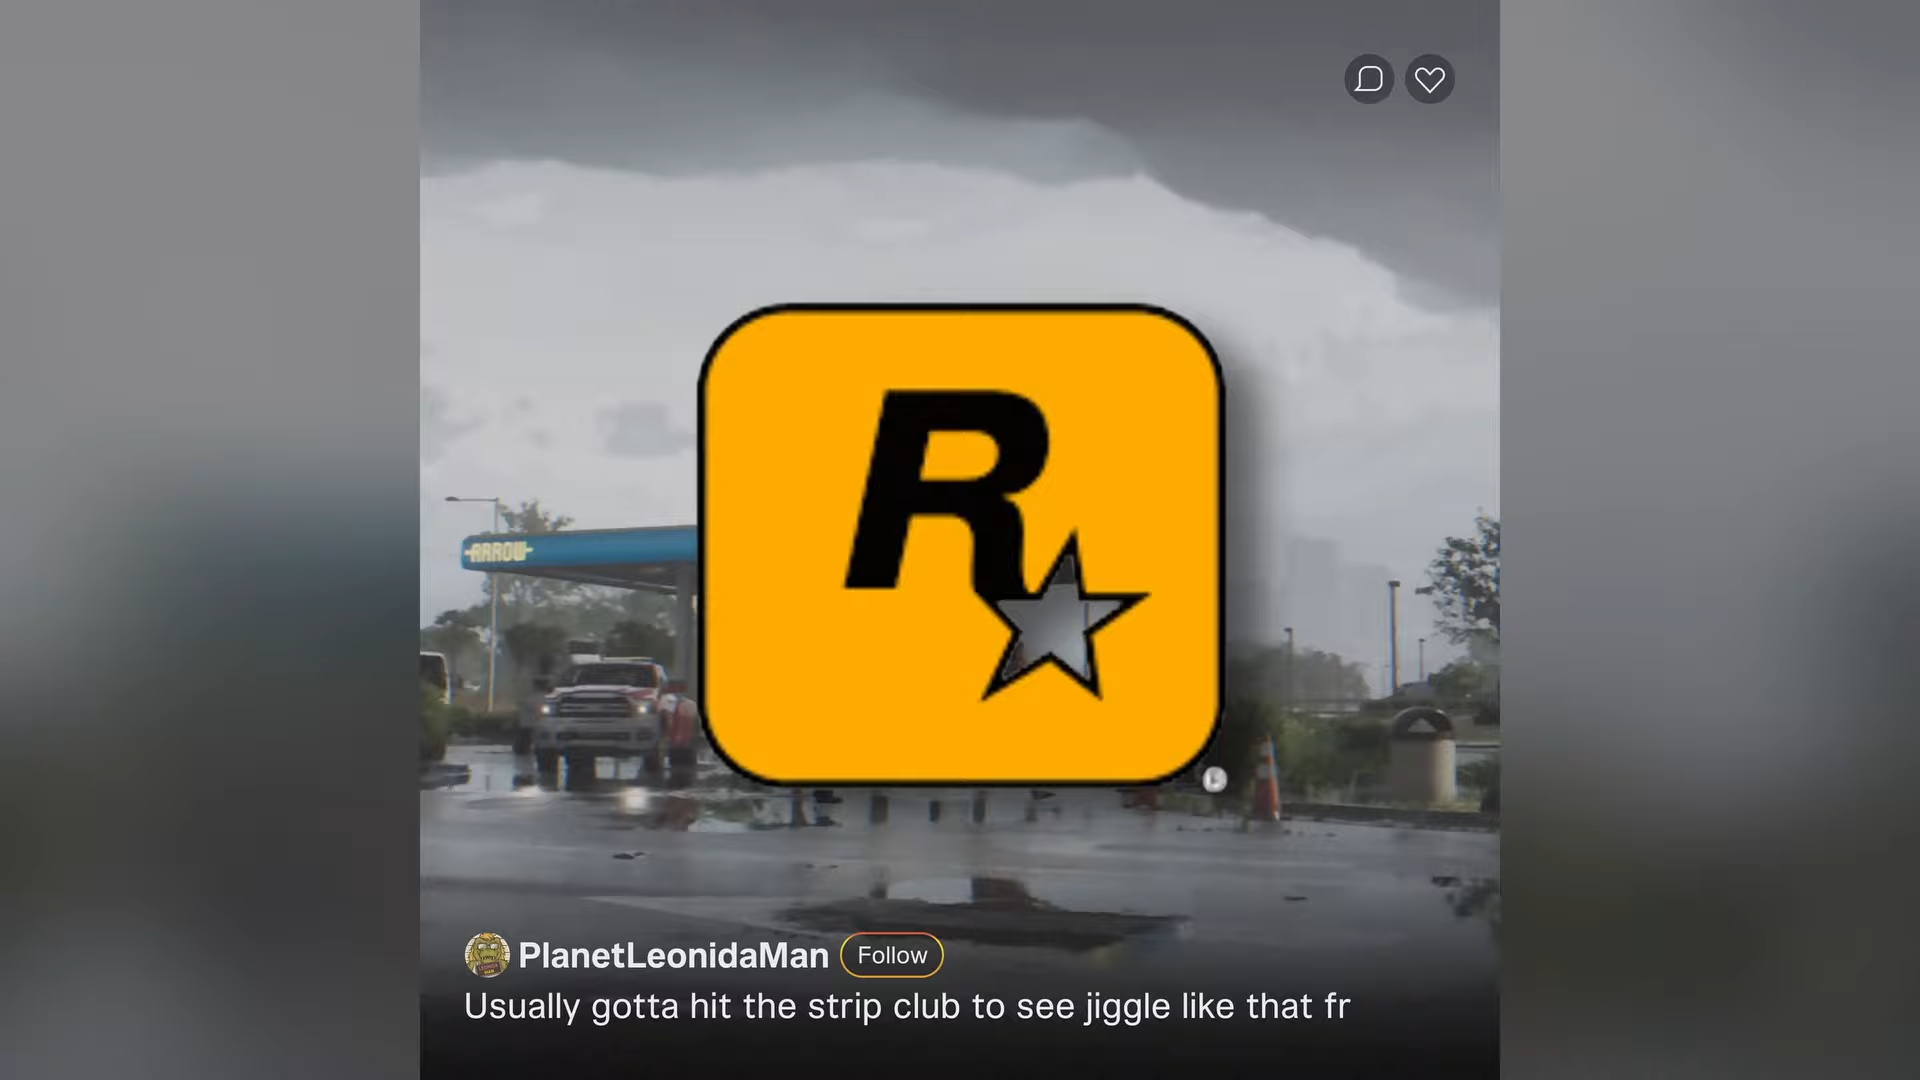 ARROW
R
PlanetLeonidaMan Follow
Usually gotta hit the strip club to see jiggle like that fr